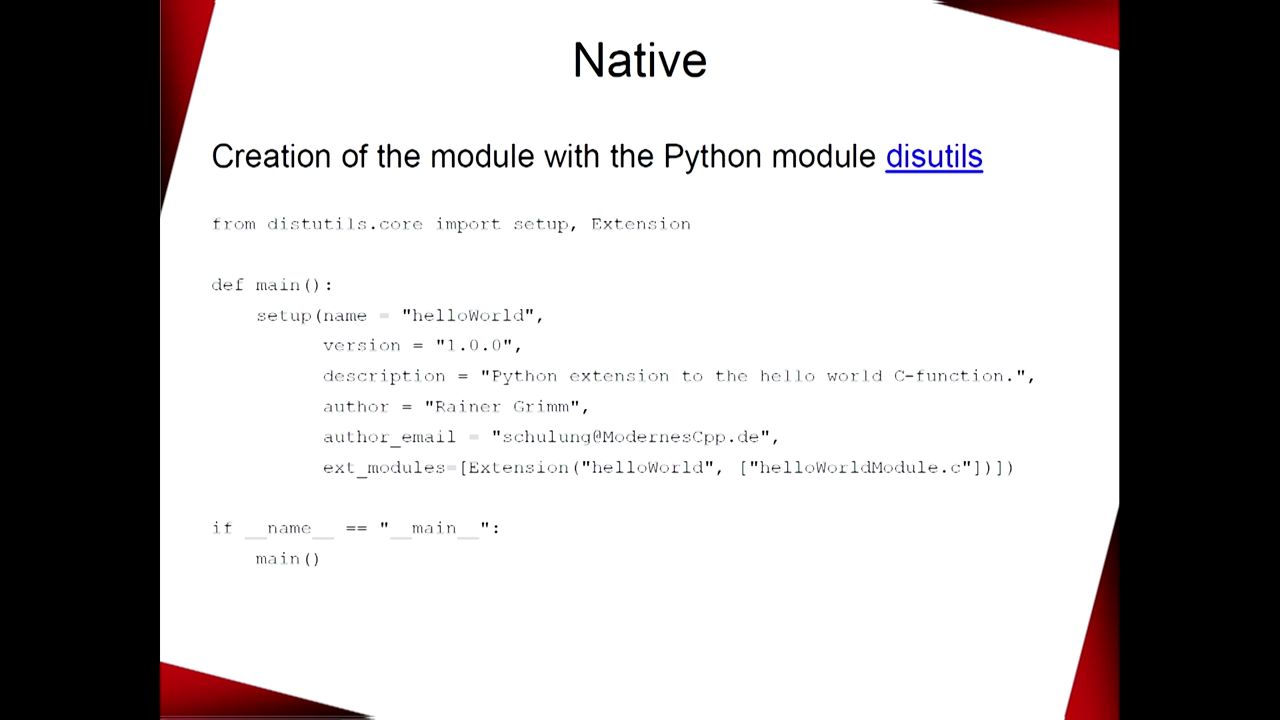 Native
Creation of the module with the Python module disutils
from distutils.core import setup, Extension
def main():
    setup(name = "helloWorld",
          version = "1.0.0",
          description = "Python extension to the hello world C-function.",
          author = "Rainer Grimm",
          author_email = "schulung@ModernesCpp.de",
          ext_modules=[Extension("helloWorld", ["helloWorldModule.c"])])
if __name__ == "__main__":
    main()